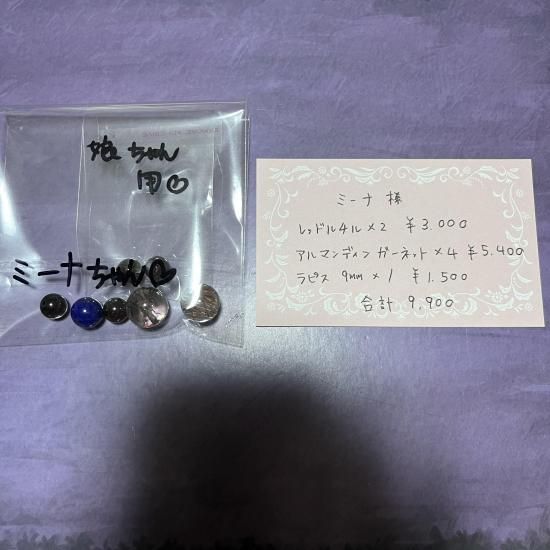 娘ちゃん
用♡
ミーナちゃん♡
ミーナ 様
レッドルチル×2 ¥3.000
アルマンディンガーネット×4 ¥5.400
ラピス 9mm×1 ¥1.500
合計 9,900